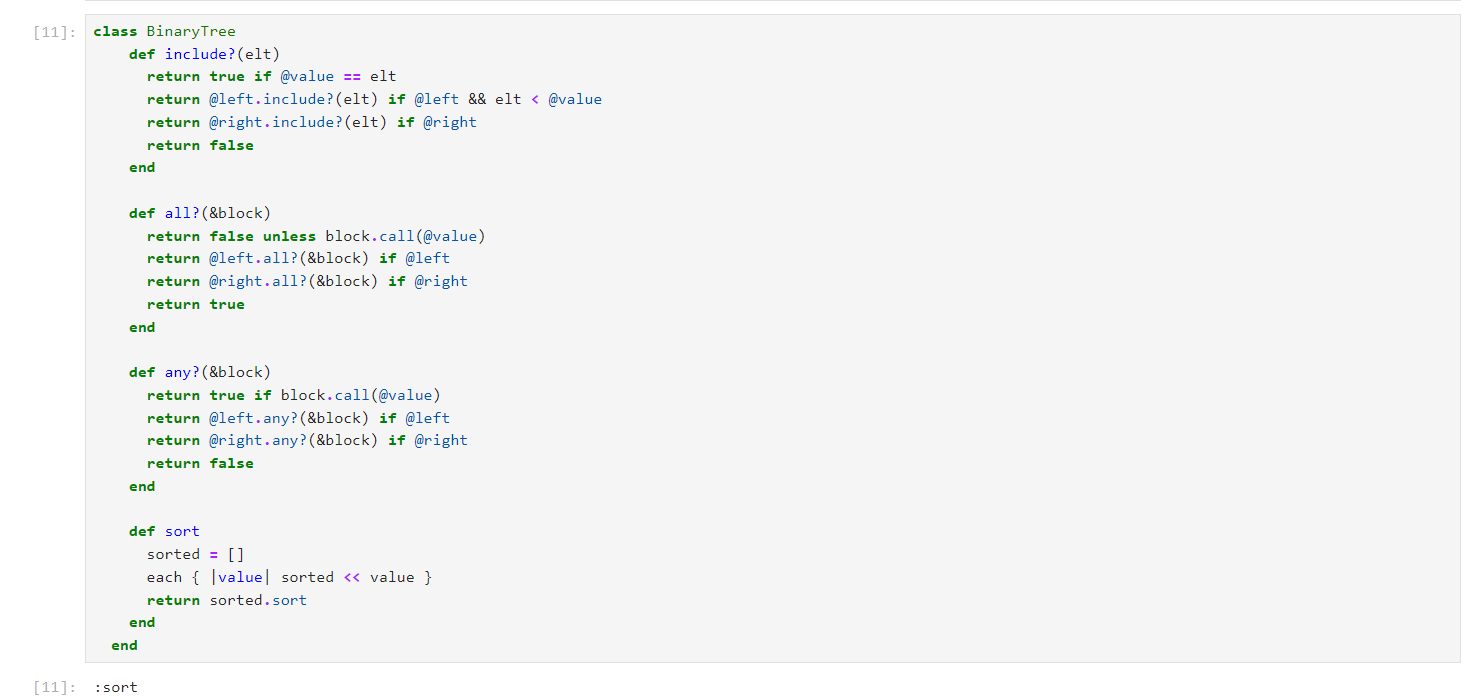 [11]: class BinaryTree
    def include?(elt)
      return true if @value == elt
      return @left.include?(elt) if @left && elt < @value
      return @right.include?(elt) if @right
      return false
    end

    def all?(&block)
      return false unless block.call(@value)
      return @left.all?(&block) if @left
      return @right.all?(&block) if @right
      return true
    end

    def any?(&block)
      return true if block.call(@value)
      return @left.any?(&block) if @left
      return @right.any?(&block) if @right
      return false
    end

    def sort
      sorted = []
      each { |value| sorted << value }
      return sorted.sort
    end
  end
[11]: :sort